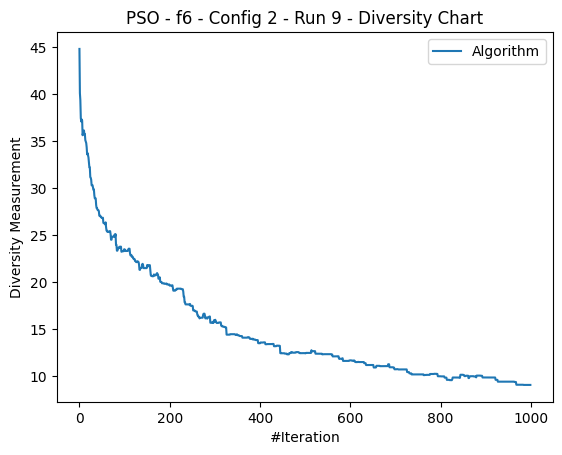 PSO - f6 - Config 2 - Run 9 - Diversity Chart
Algorithm
Diversity Measurement
45
40
35
30
25
20
15
10
0 200 400 600 800 1000
#Iteration